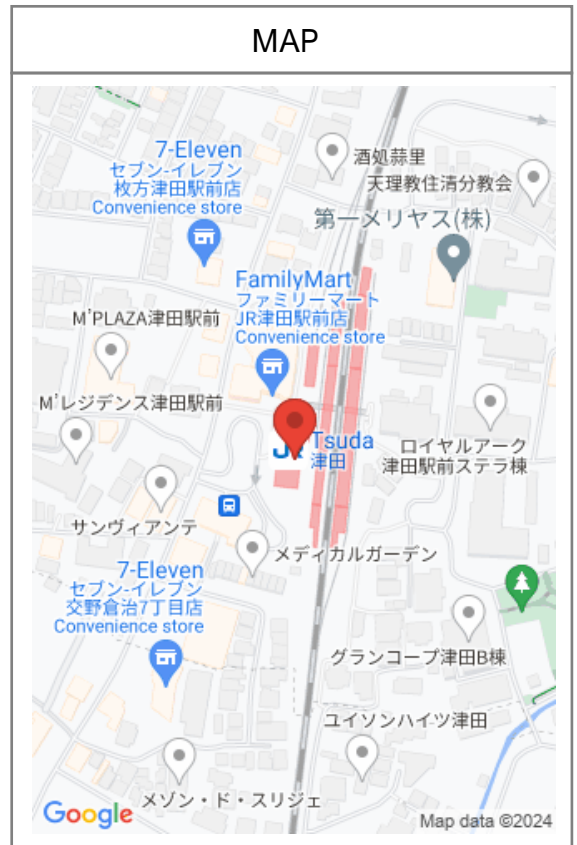 MAP
7-Eleven
セブン-イレブン
枚方津田駅前店
Convenience store
酒処蒜里
天理教住清分教会
第一メリヤス(株)
FamilyMart
ファミリーマート
JR津田駅前店
Convenience store
M'PLAZA津田駅前
M'レジデンス津田駅前
JR
Tsuda
津田
ロイヤルアーク
津田駅前ステラ棟
サンヴィアンテ
メディカルガーデン
7-Eleven
セブン-イレブン
交野倉治7丁目店
Convenience store
グランコープ津田B棟
ユイソンハイツ津田
メゾン・ド・スリジェ
Google
Map data ©2024